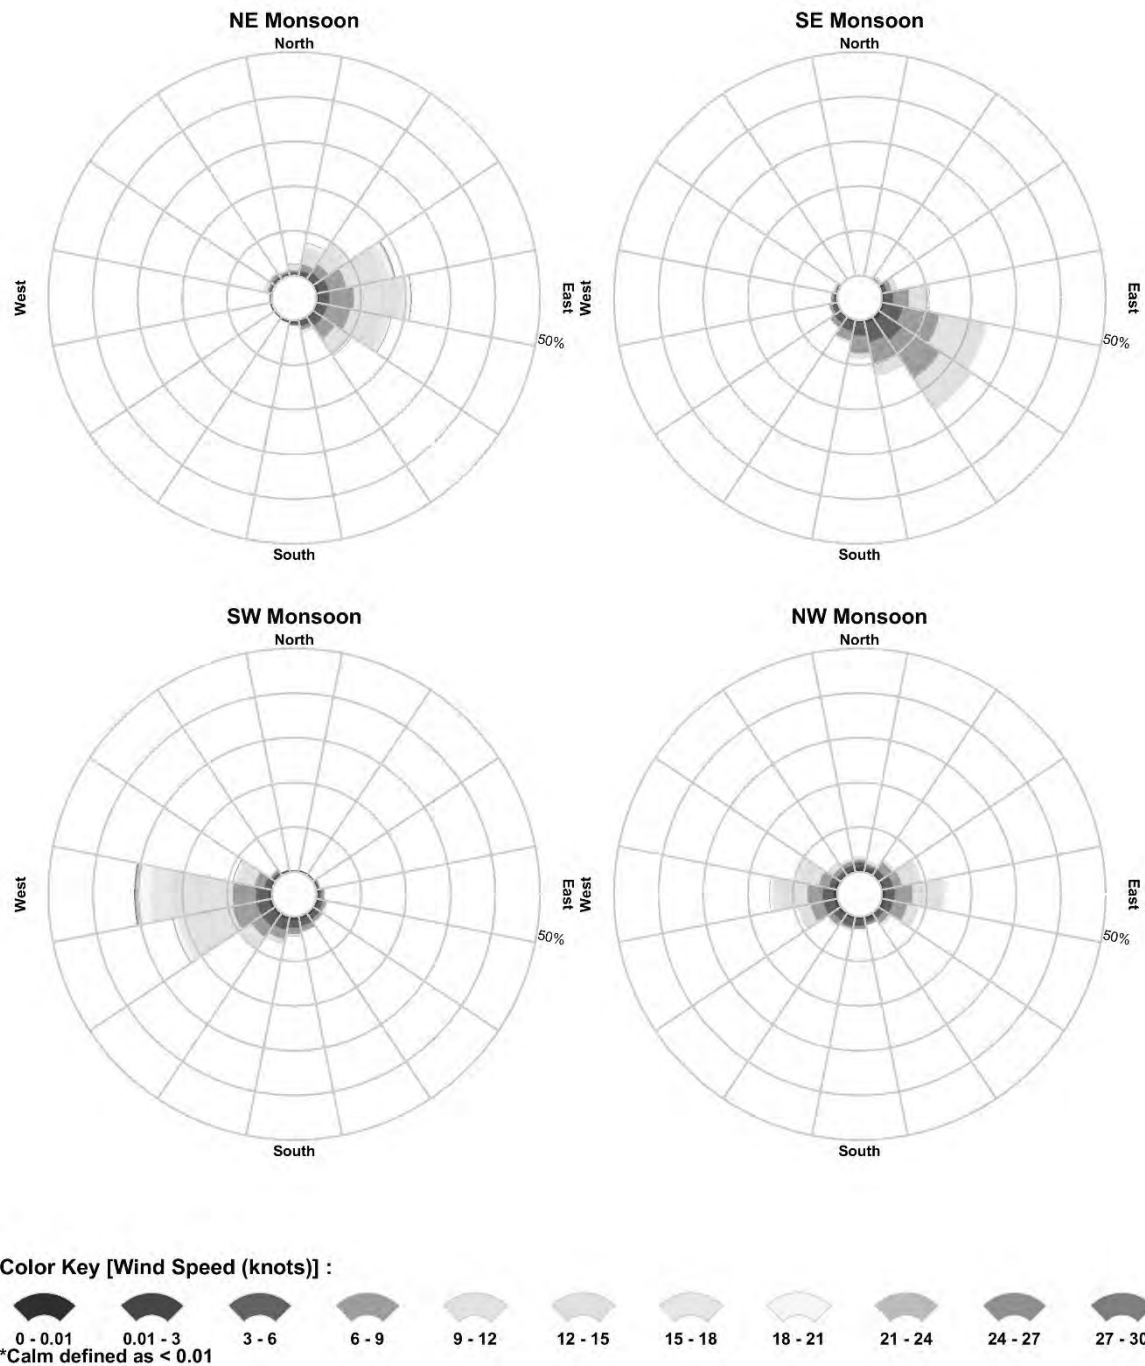 NE Monsoon
North
West
East
50%
South
SE Monsoon
North
West
East
50%
South
SW Monsoon
North
West
East
50%
South
NW Monsoon
North
West
East
50%
South
Color Key [Wind Speed (knots)] :
0 - 0.01 0.01 - 3 3 - 6 6 - 9 9 - 12 12 - 15 15 - 18 18 - 21 21 - 24 24 - 27 27 - 30
*Calm defined as < 0.01